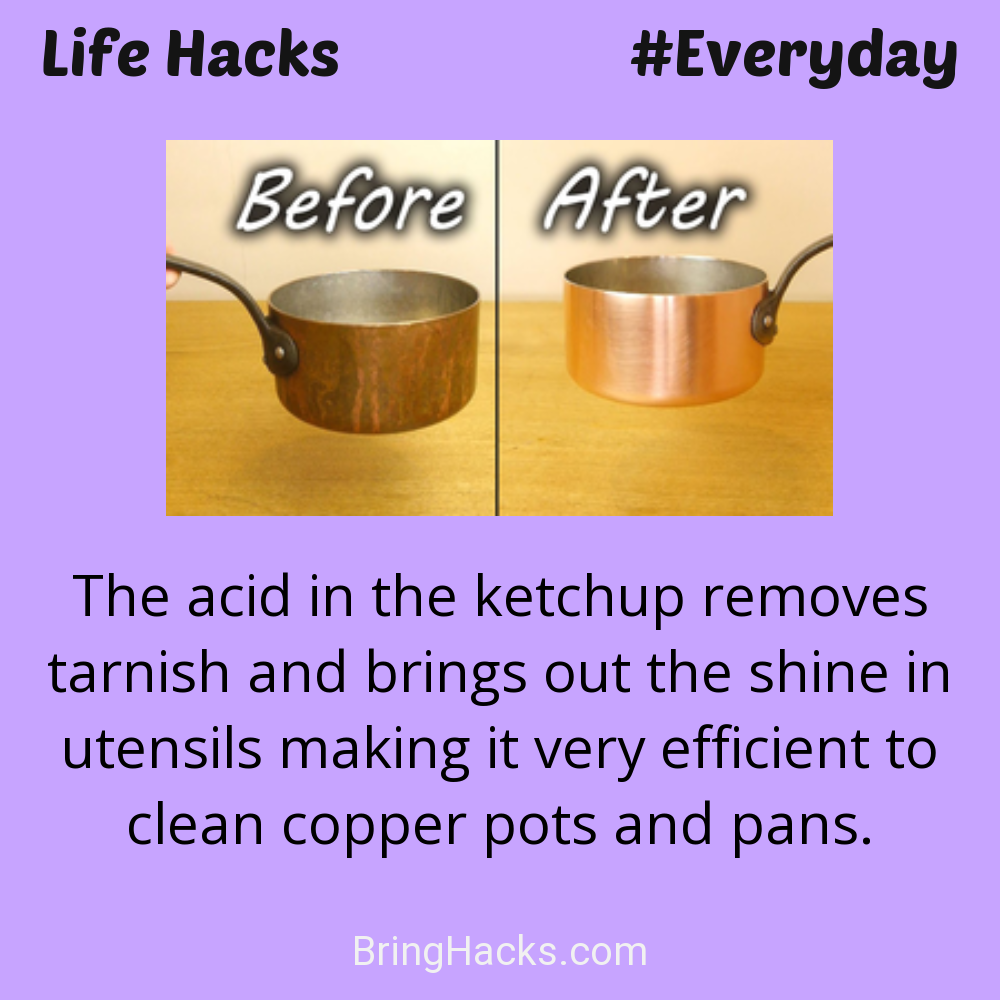 Life Hacks #Everyday
Before After
The acid in the ketchup removes
tarnish and brings out the shine in
utensils making it very efficient to
clean copper pots and pans.
BringHacks.com